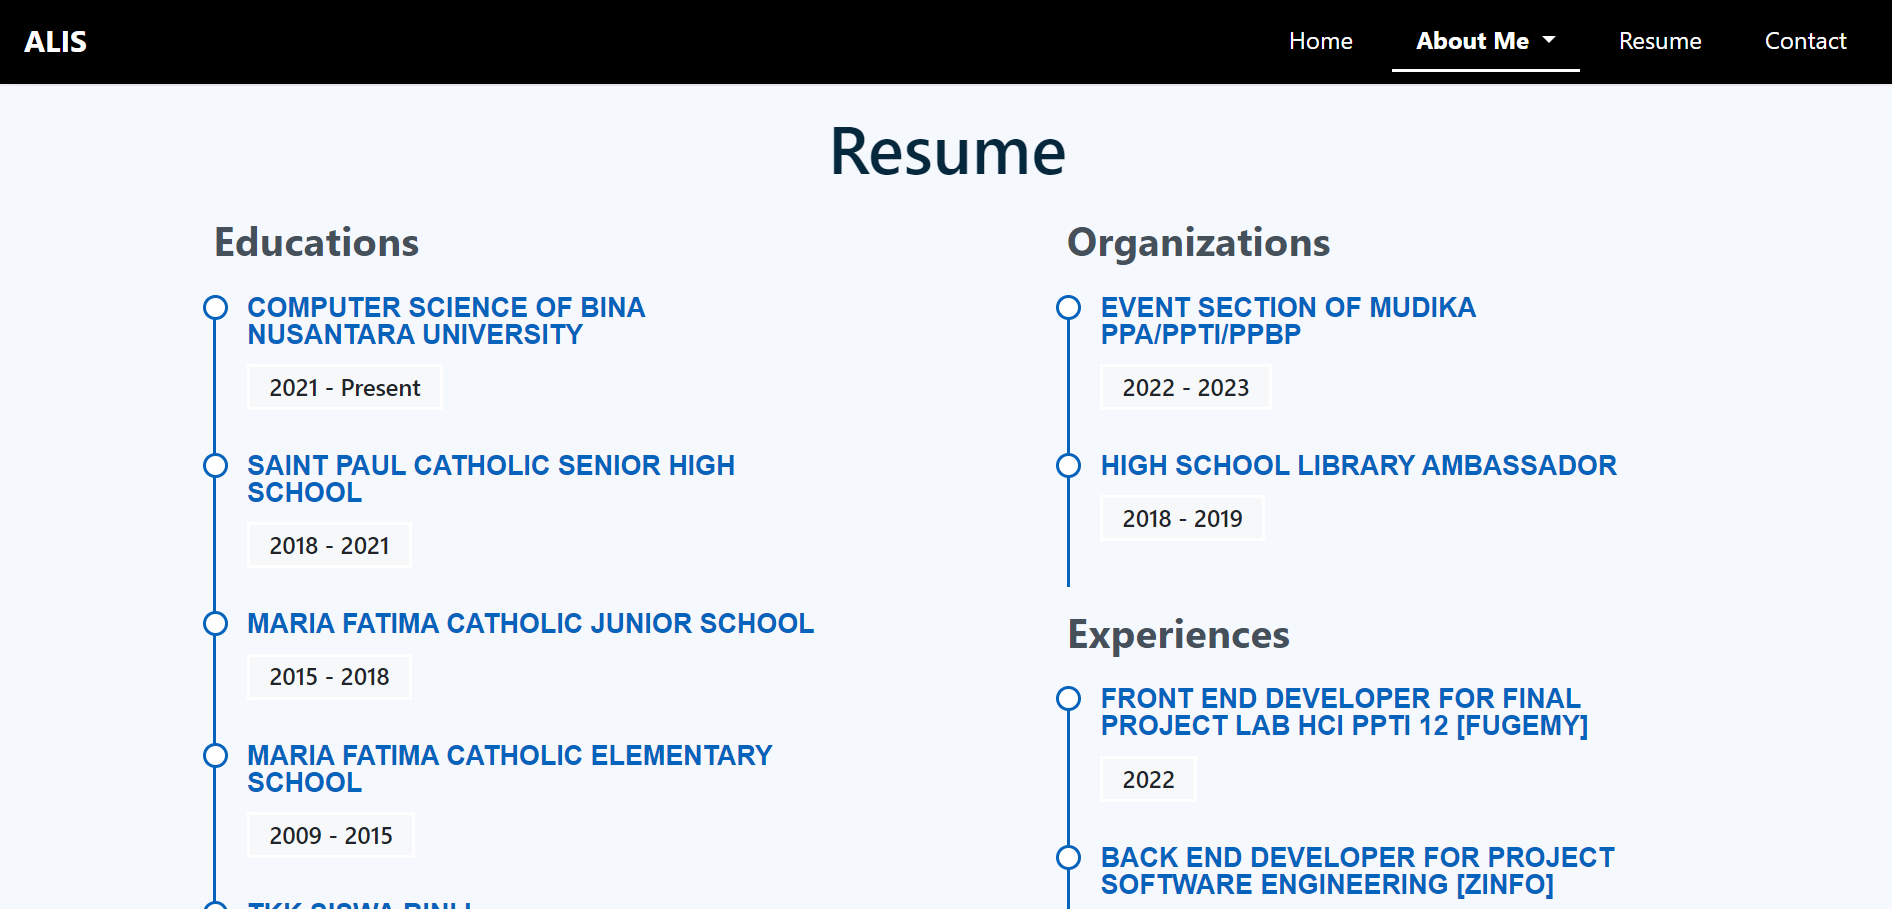 ALIS
Home
About Me
Resume
Contact
Resume
Educations
COMPUTER SCIENCE OF BINA
NUSANTARA UNIVERSITY
2021 - Present
SAINT PAUL CATHOLIC SENIOR HIGH
SCHOOL
2018 - 2021
MARIA FATIMA CATHOLIC JUNIOR SCHOOL
2015 - 2018
MARIA FATIMA CATHOLIC ELEMENTARY
SCHOOL
2009 - 2015
Organizations
EVENT SECTION OF MUDIKA
PPA/PPTI/PPBP
2022 - 2023
HIGH SCHOOL LIBRARY AMBASSADOR
2018 - 2019
Experiences
FRONT END DEVELOPER FOR FINAL
PROJECT LAB HCI PPTI 12 [FUGEMY]
2022
BACK END DEVELOPER FOR PROJECT
SOFTWARE ENGINEERING [ZINFO]